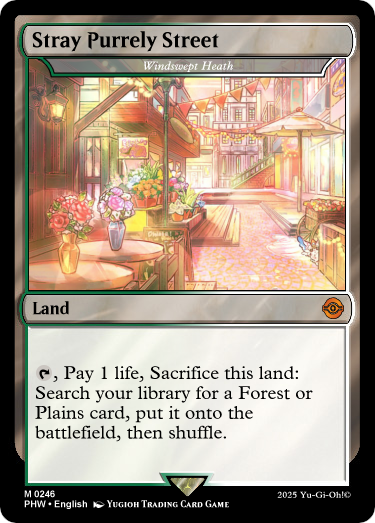 Stray Purrely Street
Windswept Heath
Land
, Pay 1 life, Sacrifice this land:
Search your library for a Forest or
Plains card, put it onto the
battlefield, then shuffle.
M 0246
PHW • English YUGIOH TRADING CARD GAME
2025 Yu-Gi-Oh!©